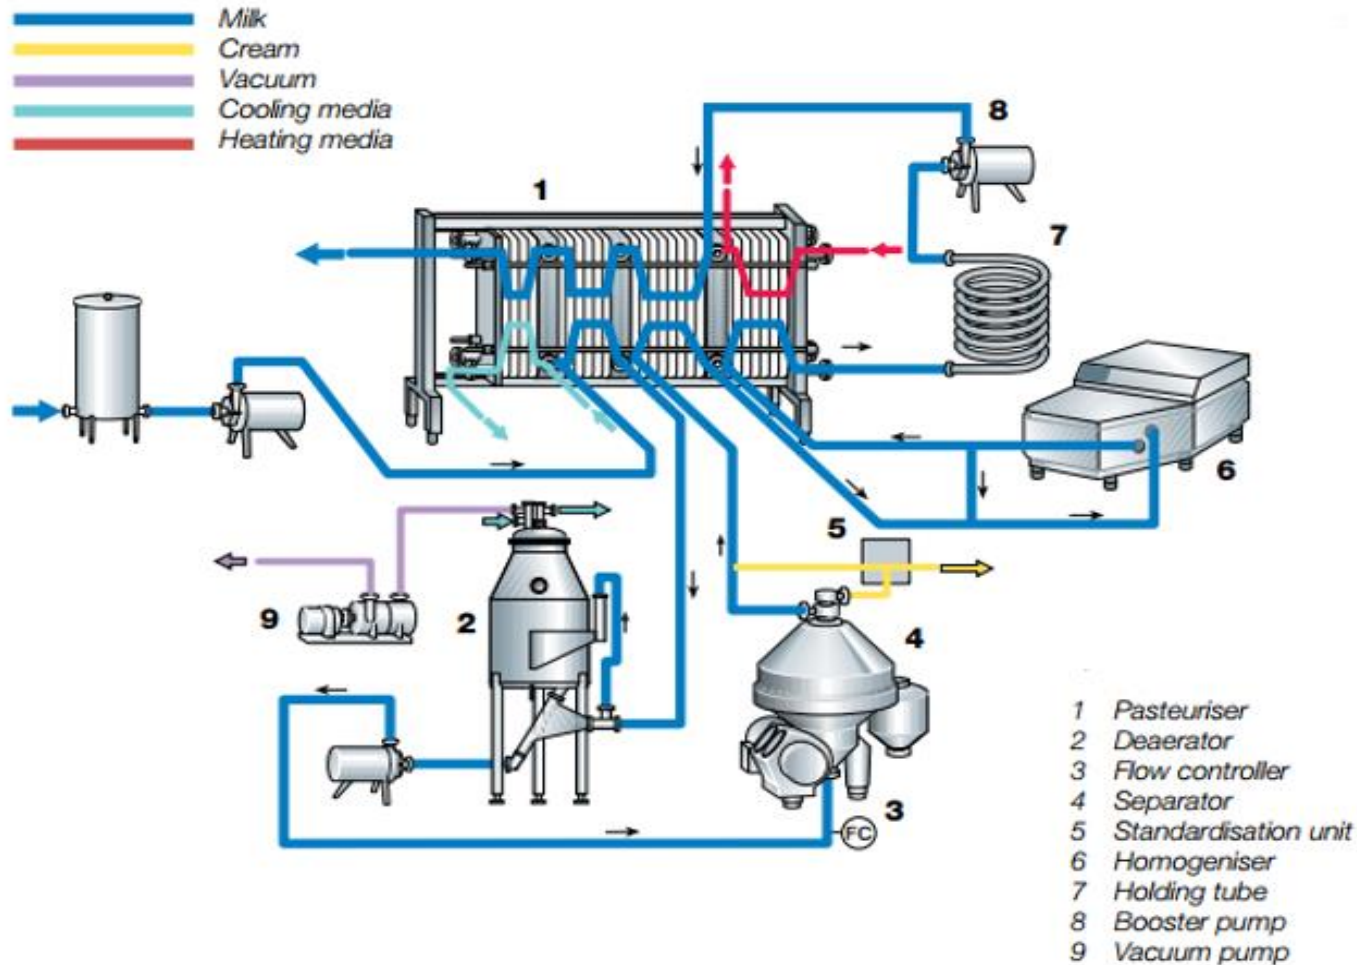 Milk
Cream
Vacuum
Cooling media
Heating media
8
1
7
6
5
9
2
4
3
FC
1 Pasteuriser
2 Deaerator
3 Flow controller
4 Separator
5 Standardisation unit
6 Homogeniser
7 Holding tube
8 Booster pump
9 Vacuum pump